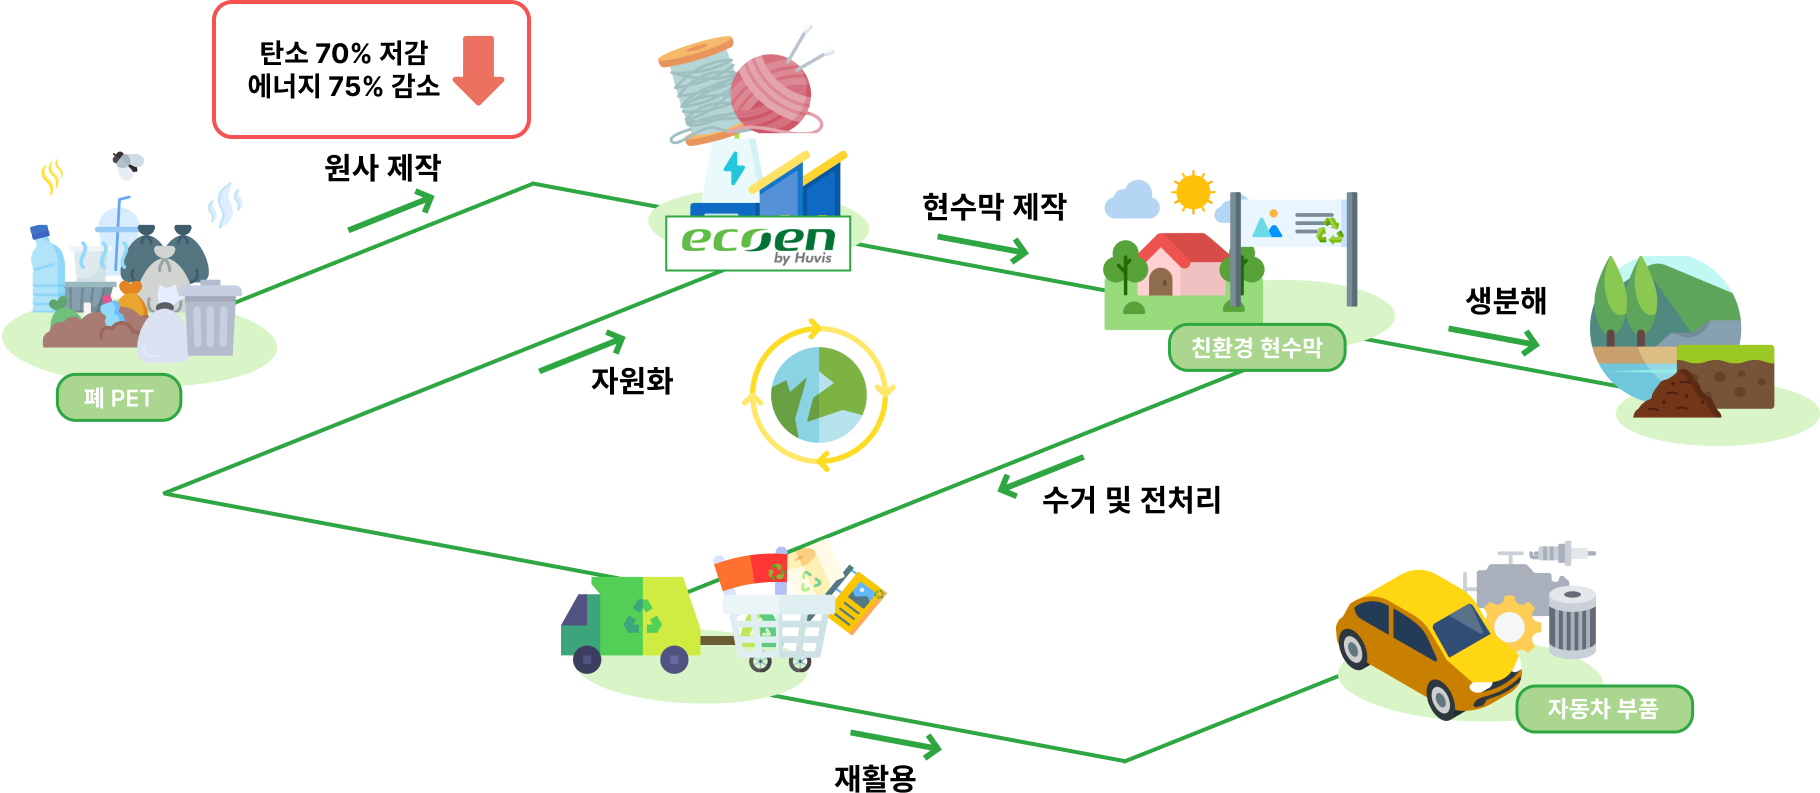 탄소 70% 저감
에너지 75% 감소
원사 제작
ecoen
by Huvis
현수막 제작
생분해
친환경 현수막
자원화
폐 PET
수거 및 전처리
자동차 부품
재활용